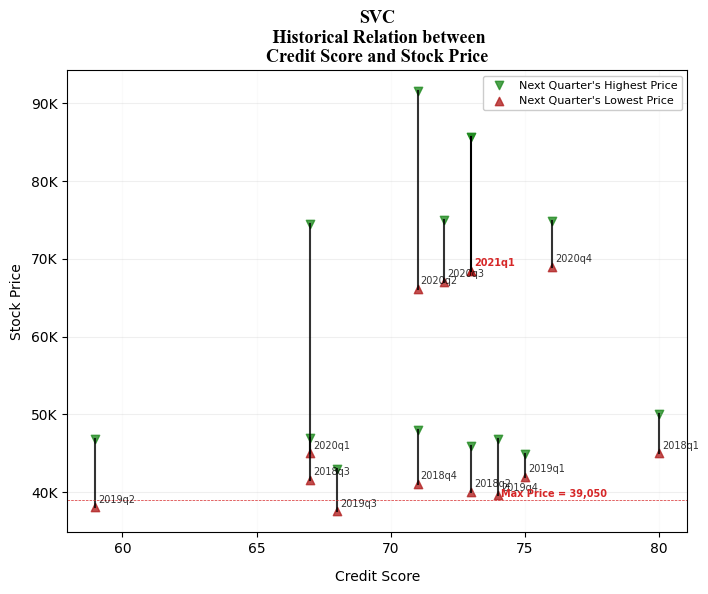 SVC
Historical Relation between
Credit Score and Stock Price
Next Quarter's Highest Price
Next Quarter's Lowest Price
90K
80K
70K
60K
50K
40K
Stock Price
2021q1
2020q4
2020q3
2020q2
2020q1
2018q1
2019q1
2018q3
2018q4
2018q2
2019q4
Max Price = 39,050
2019q2
2019q3
60
65
70
75
80
Credit Score